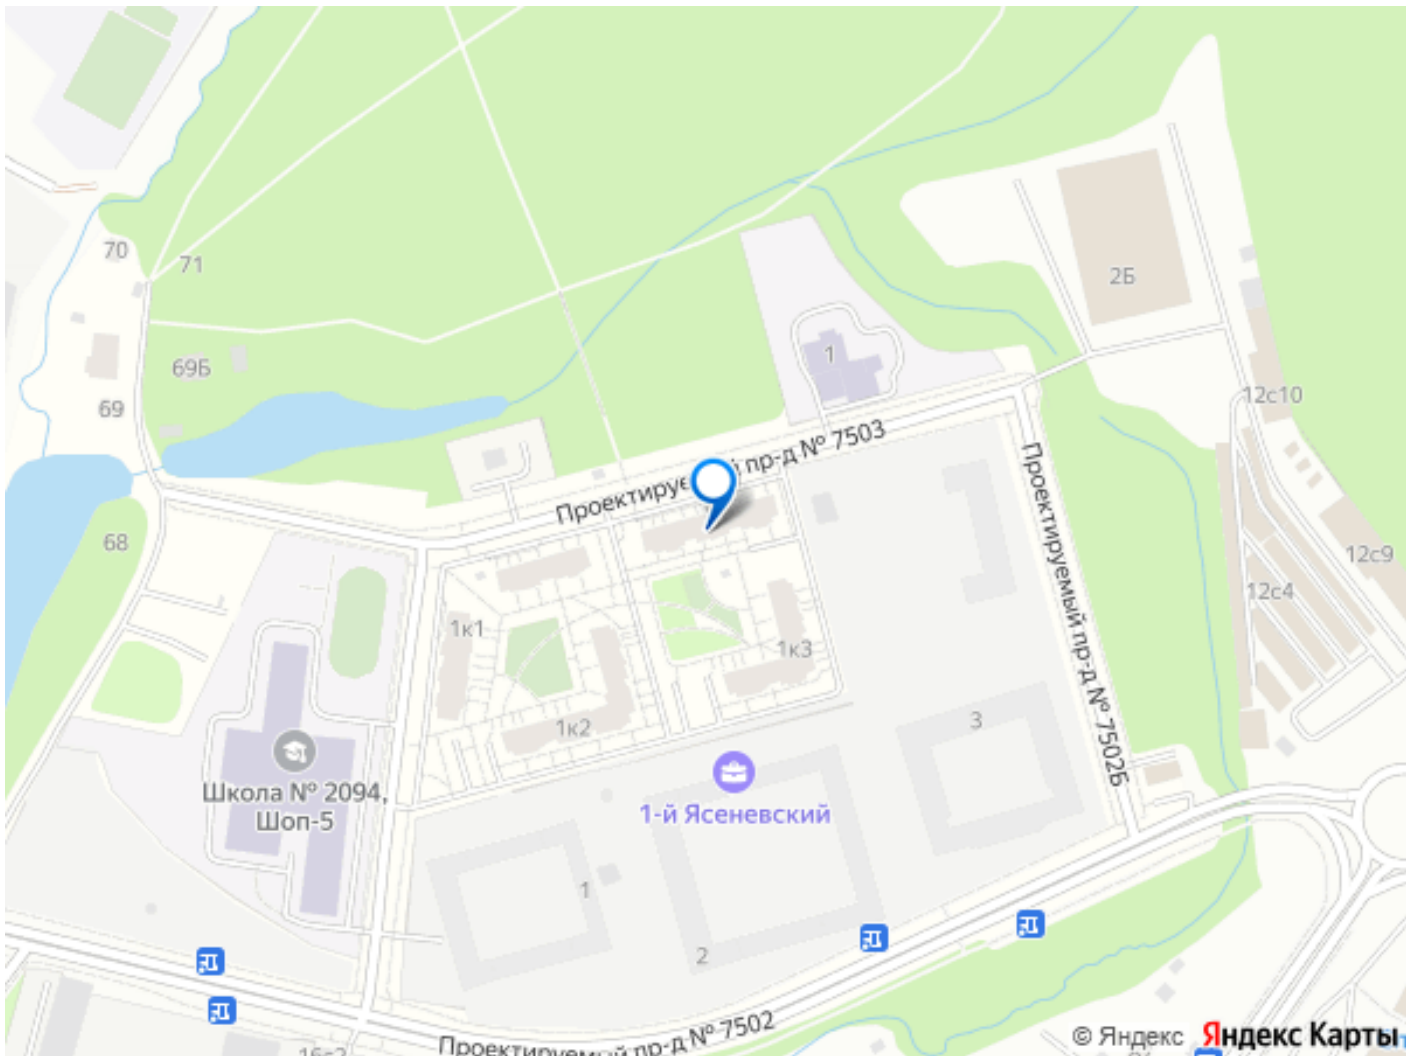 70
71
2Б
1
69Б
69
12с10
Проектируемый пр-д № 7503
Проектируемый пр-д № 7502Б
68
12с9
12с4
1к1
1к3
1к2
3
Школа № 2094,
Шоп-5
1-й Ясеневский
1
2
Проектируемый пр-д № 7502
16с2
© Яндекс Яндекс Карты